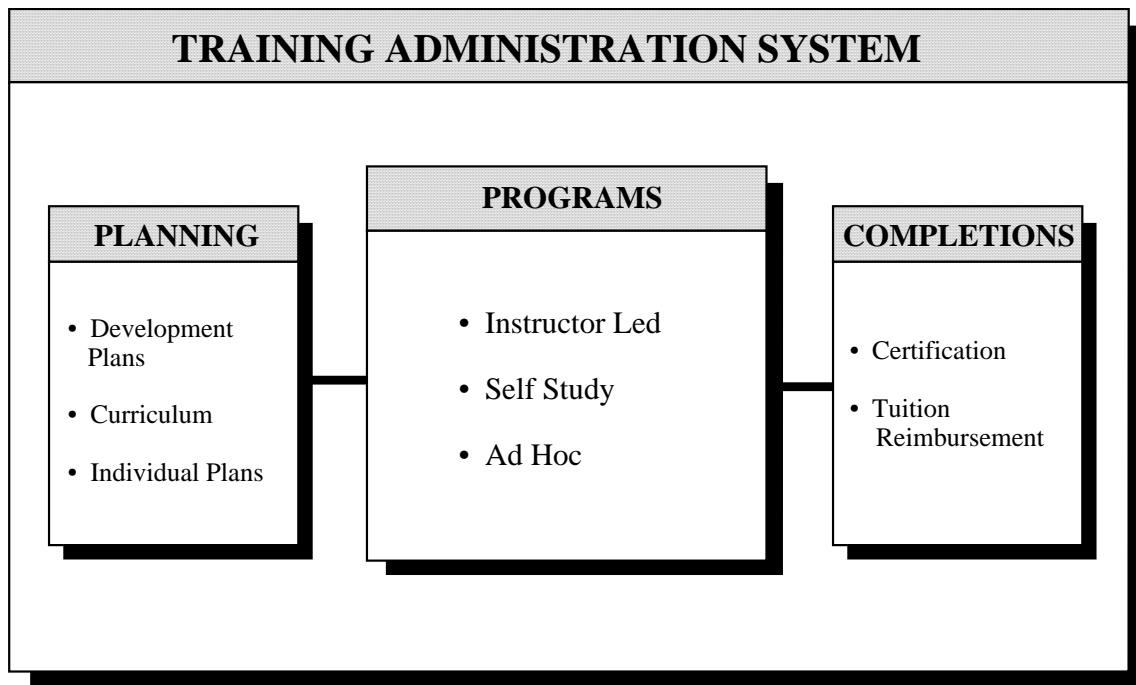 TRAINING ADMINISTRATION SYSTEM
PLANNING
• Development
Plans
• Curriculum
• Individual Plans
PROGRAMS
• Instructor Led
• Self Study
• Ad Hoc
COMPLETIONS
• Certification
• Tuition
Reimbursement